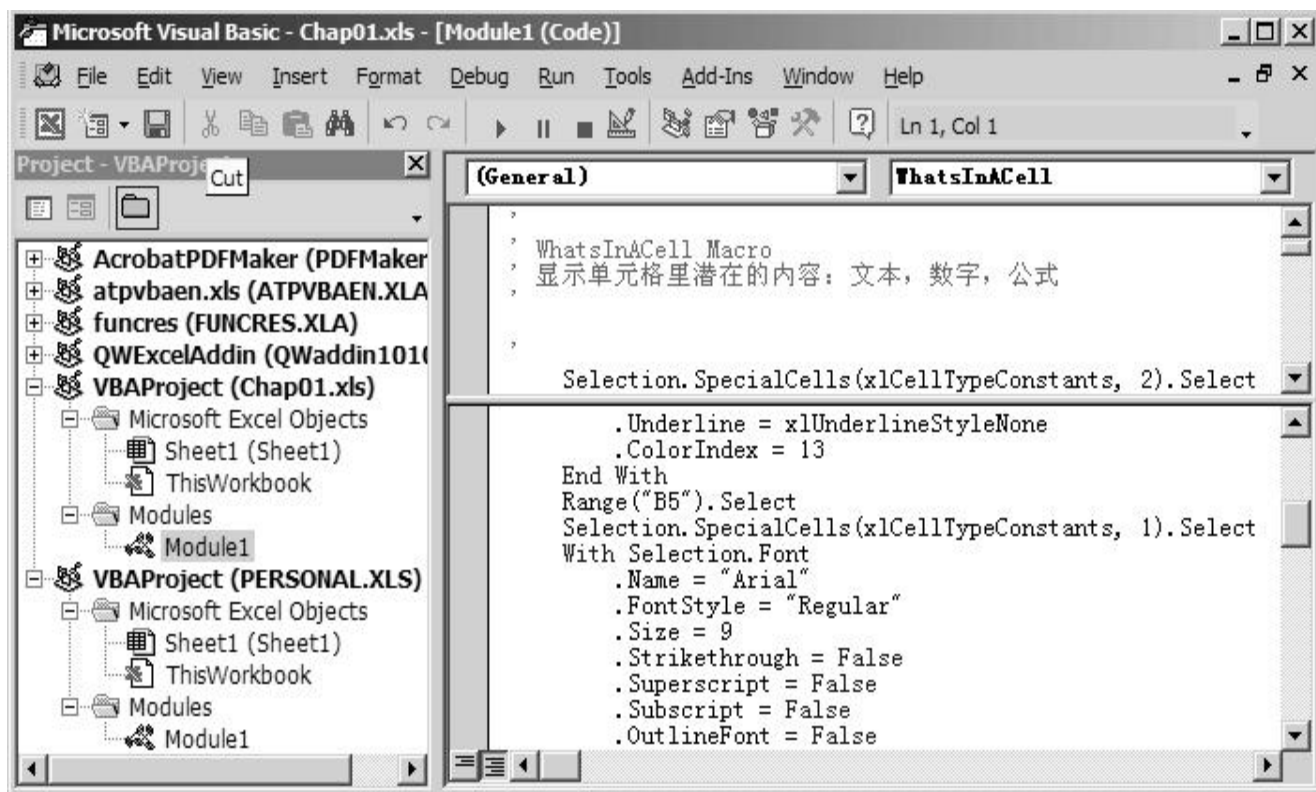 Microsoft Visual Basic - Chap01.xls - [Module1 (Code)]
File Edit View Insert Format Debug Run Tools Add-Ins Window Help
Ln 1, Col 1
Project - VBAProje
Cut
AcrobatPDFMaker (PDFMaker
atpvbaen.xls (ATPVBAEN.XLA
funcres (FUNCRES.XLA)
QWExcelAddin (QWaddin101
VBAProject (Chap01.xls)
Microsoft Excel Objects
Sheet1 (Sheet1)
ThisWorkbook
Modules
Module1
VBAProject (PERSONAL.XLS)
Microsoft Excel Objects
Sheet1 (Sheet1)
ThisWorkbook
Modules
Module1
(General)
WhatsInACell
'
' WhatsInACell Macro
' 显示单元格里潜在的内容：文本，数字，公式
'
'
Selection.SpecialCells(xlCellTypeConstants, 2).Select
.Underline = xlUnderlineStyleNone
.ColorIndex = 13
End With
Range("B5").Select
Selection.SpecialCells(xlCellTypeConstants, 1).Select
With Selection.Font
.Name = "Arial"
.FontStyle = "Regular"
.Size = 9
.Strikethrough = False
.Superscript = False
.Subscript = False
.OutlineFont = False